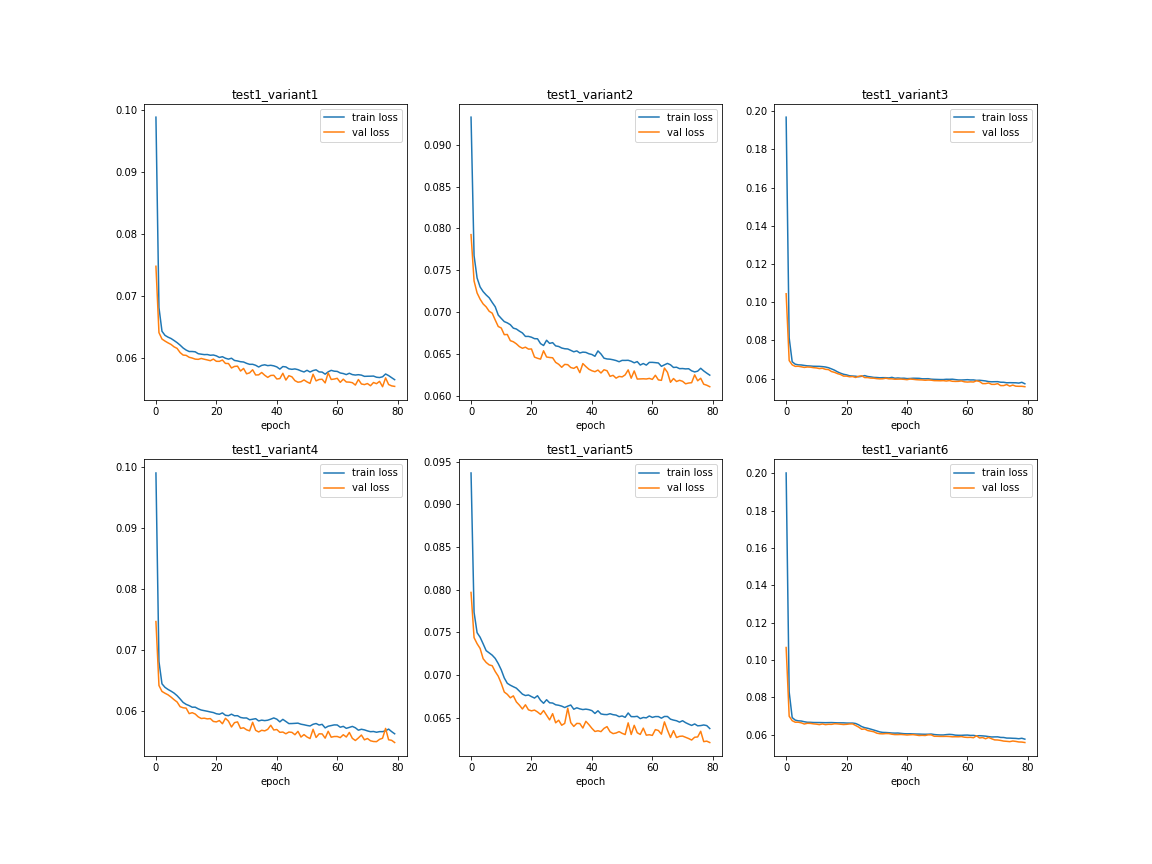 test1_variant1
0.10
0.09
0.08
0.07
0.06
0
20
40
60
80
epoch
train loss
val loss
test1_variant2
0.090
0.085
0.080
0.075
0.070
0.065
0.060
0
20
40
60
80
epoch
train loss
val loss
test1_variant3
0.20
0.18
0.16
0.14
0.12
0.10
0.08
0.06
0
20
40
60
80
epoch
train loss
val loss
test1_variant4
0.10
0.09
0.08
0.07
0.06
0
20
40
60
80
epoch
train loss
val loss
test1_variant5
0.095
0.090
0.085
0.080
0.075
0.070
0.065
0
20
40
60
80
epoch
train loss
val loss
test1_variant6
0.20
0.18
0.16
0.14
0.12
0.10
0.08
0.06
0
20
40
60
80
epoch
train loss
val loss